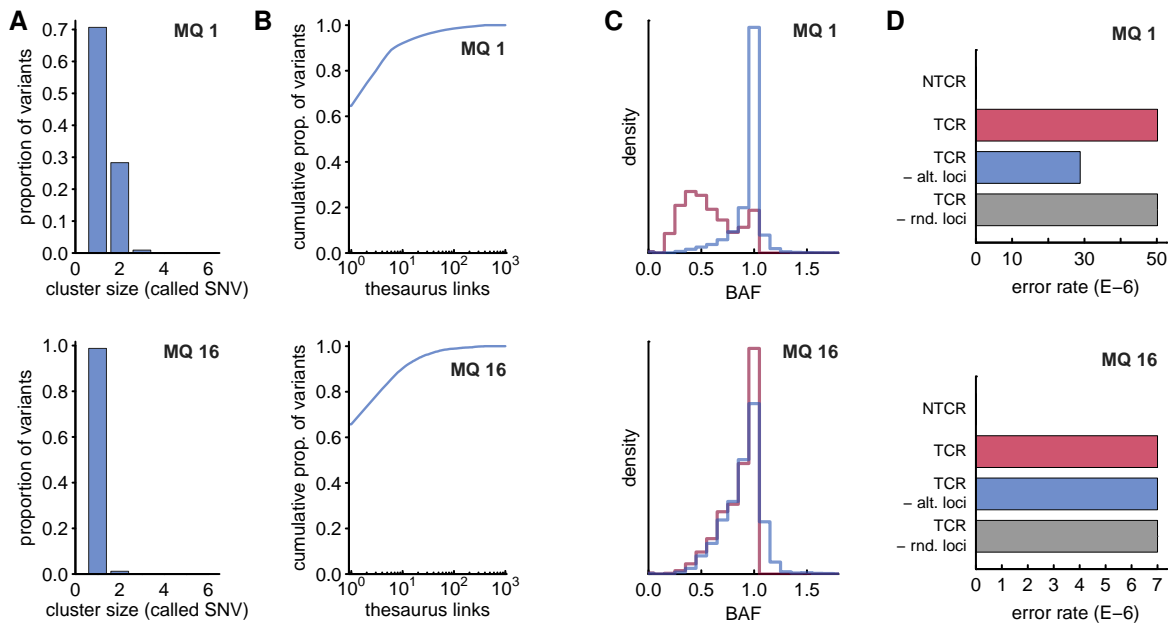 A
MQ 1
proportion of variants
0.7
0.6
0.5
0.4
0.3
0.2
0.1
0.0
0 2 4 6
cluster size (called SNV)
B
MQ 1
cumulative prop. of variants
1.0
0.8
0.6
0.4
0.2
0.0
10^0 10^1 10^2 10^3
thesaurus links
C
MQ 1
density
0.0 0.5 1.0 1.5
BAF
D
MQ 1
NTCR
TCR
TCR
– alt. loci
TCR
– rnd. loci
0 10 30 50
error rate (E−6)
MQ 16
proportion of variants
1.0
0.8
0.6
0.4
0.2
0.0
0 2 4 6
cluster size (called SNV)
MQ 16
cumulative prop. of variants
1.0
0.8
0.6
0.4
0.2
0.0
10^0 10^1 10^2 10^3
thesaurus links
MQ 16
density
0.0 0.5 1.0 1.5
BAF
MQ 16
NTCR
TCR
TCR
– alt. loci
TCR
– rnd. loci
0 1 2 3 4 5 6 7
error rate (E−6)